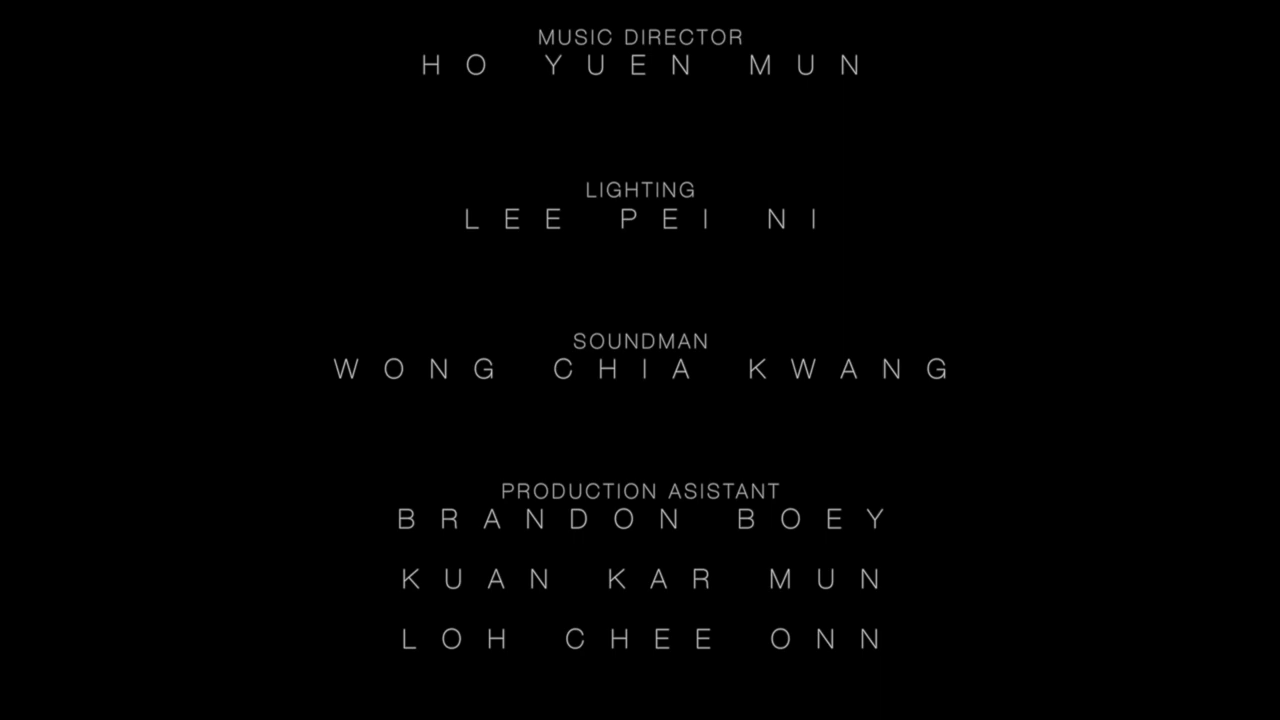 MUSIC DIRECTOR
HO YUEN MUN
LIGHTING
LEE PEI NI
SOUNDMAN
WONG CHIA KWANG
PRODUCTION ASISTANT
BRANDON BOEY
KUAN KAR MUN
LOH CHEE ONN